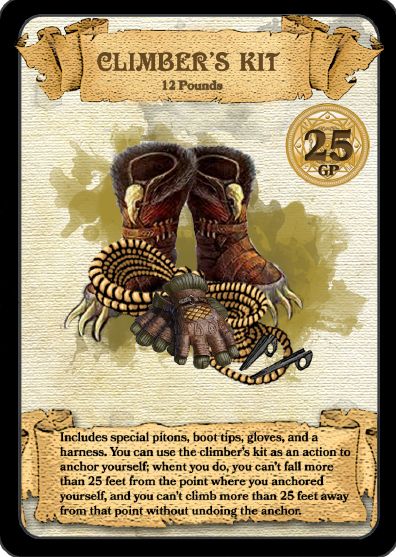 CLIMBER'S KIT
12 Pounds
25
GP
Includes special pitons, boot tips, gloves, and a
harness. You can use the climber's kit as an action to
anchor yourself; whent you do, you can't fall more
than 25 feet from the point where you anchored
yourself, and you can't climb more than 25 feet away
from that point without undoing the anchor.